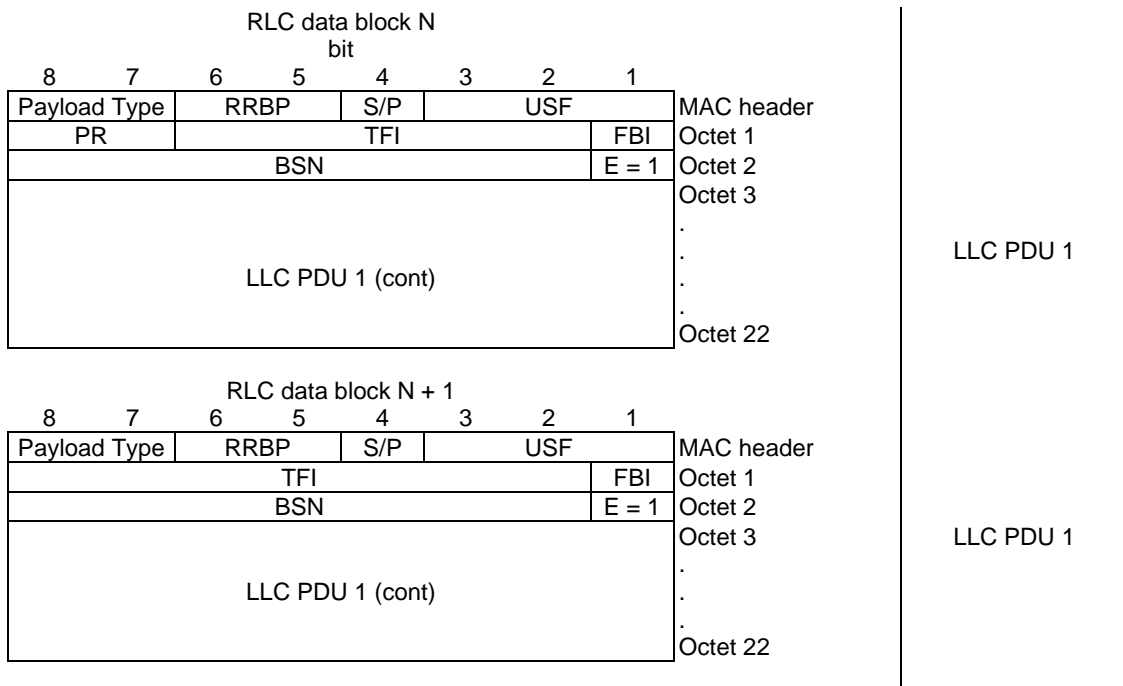 RLC data block N
bit
8 7 6 5 4 3 2 1
Payload Type RRBP S/P USF MAC header
PR TFI FBI Octet 1
BSN E = 1 Octet 2
Octet 3
.
.
LLC PDU 1
LLC PDU 1 (cont)
.
.
Octet 22
RLC data block N + 1
8 7 6 5 4 3 2 1
Payload Type RRBP S/P USF MAC header
TFI FBI Octet 1
BSN E = 1 Octet 2
Octet 3 LLC PDU 1
.
LLC PDU 1 (cont) .
.
Octet 22